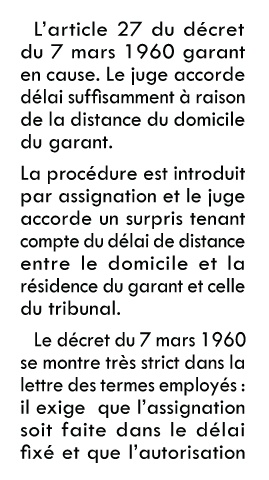 L'article 27 du décret
du 7 mars 1960 garant
en cause. Le juge accorde
délai suffisamment à raison
de la distance du domicile
du garant.
La procédure est introduit
par assignation et le juge
accorde un surpris tenant
compte du délai de distance
entre le domicile et la
résidence du garant et celle
du tribunal.
Le décret du 7 mars 1960
se montre très strict dans la
lettre des termes employés :
il exige que l'assignation
soit faite dans le délai
fixé et que l'autorisation